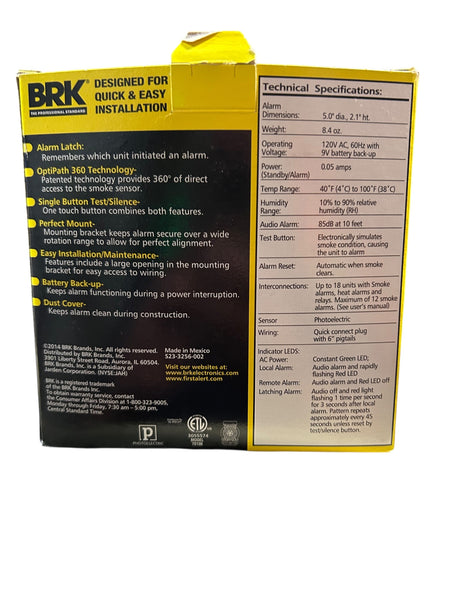 BRK®
THE PROFESSIONAL STANDARD
DESIGNED FOR
QUICK & EASY
INSTALLATION
Alarm Latch:
Remembers which unit initiated an alarm.
OptiPath 360 Technology-
Patented technology provides 360° of direct
access to the smoke sensor.
Single Button Test/Silence-
One touch button combines both features.
Perfect Mount-
Mounting bracket keeps alarm secure over a wide
rotation range to allow for perfect alignment.
Easy Installation/Maintenance-
Features include a large opening in the mounting
bracket for easy access to wiring.
Battery Back-up-
Keeps alarm functioning during a power interruption.
Dust Cover-
Keeps alarm clean during construction.
©2014 BRK Brands, Inc. All rights reserved.
Distributed by BRK Brands, Inc.
3901 Liberty Street Road, Aurora, IL 60504.
BRK Brands, Inc. is a Subsidiary of
Jarden Corporation. (NYSE:JAH)
BRK is a registered trademark
of the BRK Brands Inc.
To obtain warranty service, contact
the Consumer Affairs Division at 1-800-323-9005,
Monday through Friday, 7:30 am – 5:00 pm,
Central Standard Time.
Made in Mexico
523-3256-002
Visit our websites at:
www.brkelectronics.com
www.firstalert.com
P
PHOTOELECTRIC
ETL
3055574
MODEL
Technical Specifications:
Alarm
Dimensions: 5.0" dia., 2.1" ht.
Weight: 8.4 oz.
Operating 120V AC, 60Hz with
Voltage: 9V battery back-up
Power: 0.05 amps
(Standby/Alarm)
Temp Range: 40˚F (4˚C) to 100˚F (38˚C)
Humidity 10% to 90% relative
Range: humidity (RH)
Audio Alarm: 85dB at 10 feet
Test Button: Electronically simulates
smoke condition, causing
the unit to alarm
Alarm Reset: Automatic when smoke
clears.
Interconnections: Up to 18 units with Smoke
alarms, heat alarms and
relays. Maximum of 12 smoke
alarms. (See user's manual)
Sensor Photoelectric
Wiring: Quick connect plug
with 6" pigtails
Indicator LEDS:
AC Power: Constant Green LED;
Local Alarm: Audio alarm and rapidly
flashing Red LED
Remote Alarm: Audio alarm and Red LED off
Latching Alarm: Audio off and red light
flashing 1 time per second
for 3 seconds after local
alarm. Pattern repeats
approximately every 45
seconds unless reset by
test/silence button.